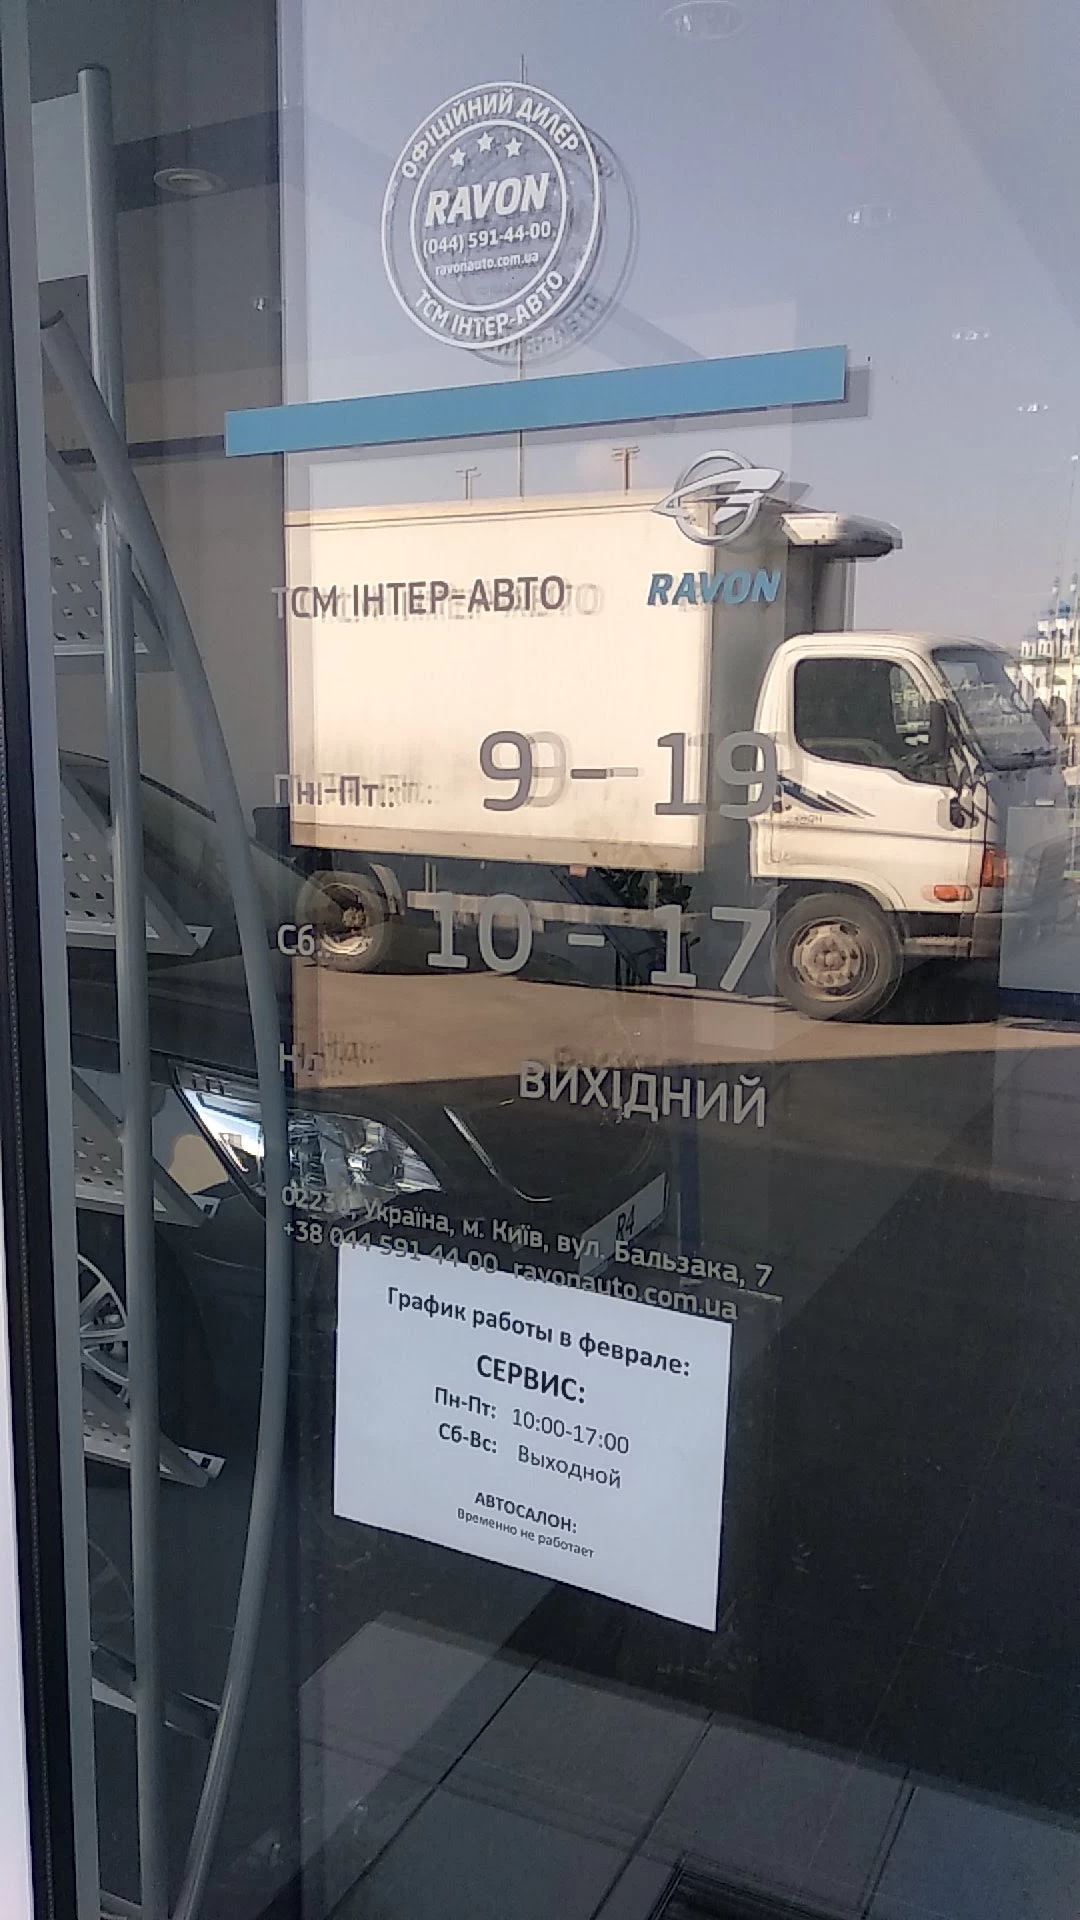 ОФІЦІЙНИЙ ДИЛЕР
RAVON
(044) 591-44-00
ravonauto.com.ua
ТСМ ІНТЕР-АВТО
ТСМ ІНТЕР-АВТО RAVON
Пн-Пт.: 9 – 19
Сб.: 10 – 17
Нд.: ВИХІДНИЙ
R4
Україна, м. Київ, вул. Бальзака, 7
+38 044 591 44 00 ravonauto.com.ua
График работы в феврале:
СЕРВИС:
Пн-Пт: 10:00-17:00
Сб-Вс: Выходной
АВТОСАЛОН:
Временно не работает